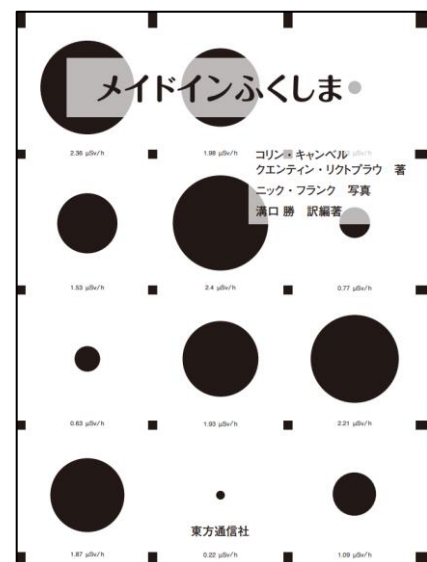 メイドインふくしま
2.36 μSv/h
1.98 μSv/h
コリン・キャンベル
クエンティン・リクトブラウ 著
ニック・フランク 写真
溝口 勝 訳編著
1.53 μSv/h
2.4 μSv/h
0.77 μSv/h
0.63 μSv/h
1.93 μSv/h
2.21 μSv/h
東方通信社
1.87 μSv/h
0.22 μSv/h
1.09 μSv/h